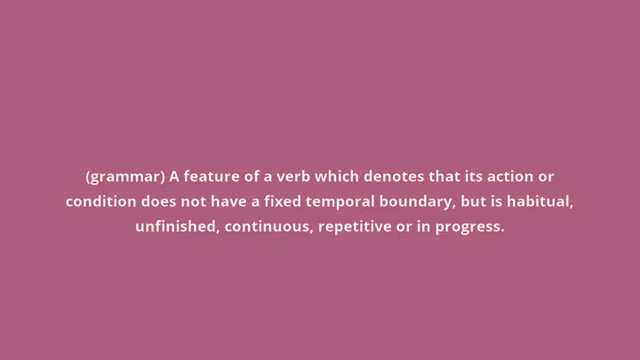 (grammar) A feature of a verb which denotes that its action or
condition does not have a fixed temporal boundary, but is habitual,
unfinished, continuous, repetitive or in progress.